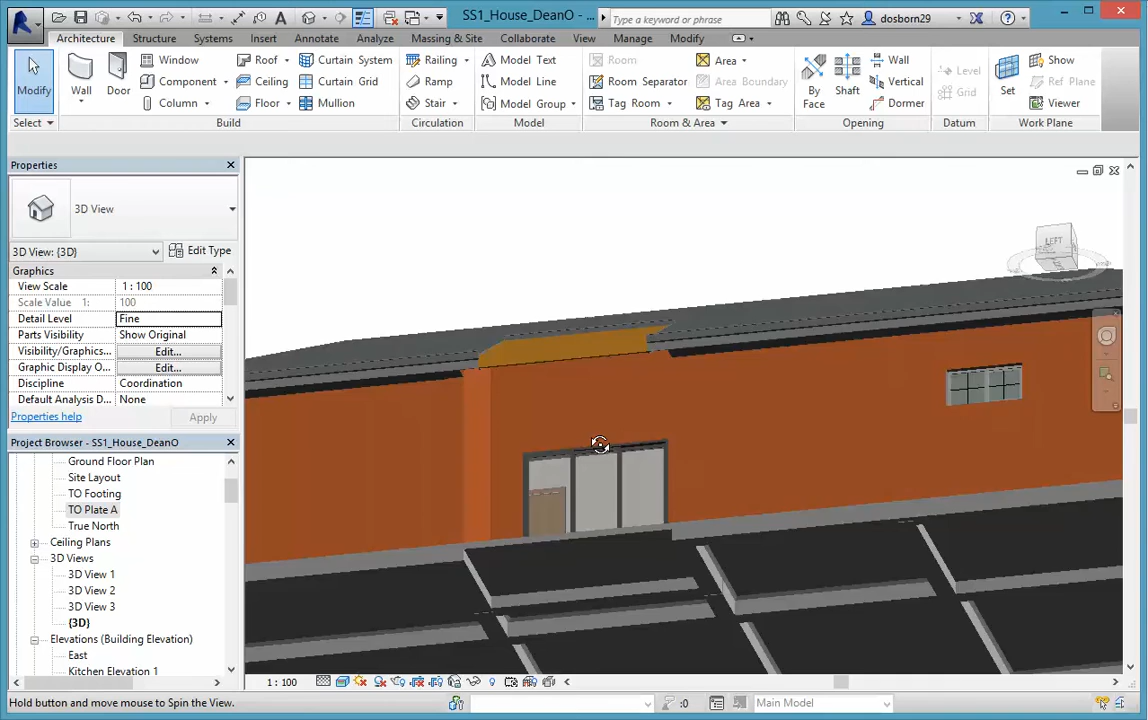 SS1_House_DeanO - ...
Type a keyword or phrase
dosborn29
Architecture Structure Systems Insert Annotate Analyze Massing & Site Collaborate View Manage Modify
Modify
Wall
Door
Window
Component
Column
Roof
Ceiling
Floor
Curtain System
Curtain Grid
Mullion
Railing
Ramp
Stair
Model Text
Model Line
Model Group
Room
Room Separator
Tag Room
Area
Area Boundary
Tag Area
By Face
Shaft
Wall
Vertical
Dormer
Level
Grid
Set
Show
Ref Plane
Viewer
Select Build Circulation Model Room & Area Opening Datum Work Plane
Properties
3D View
3D View: {3D} Edit Type
Graphics
View Scale 1 : 100
Scale Value 1: 100
Detail Level Fine
Parts Visibility Show Original
Visibility/Graphics... Edit...
Graphic Display O... Edit...
Discipline Coordination
Default Analysis D... None
Properties help Apply
Project Browser - SS1_House_DeanO
Ground Floor Plan
Site Layout
TO Footing
TO Plate A
True North
Ceiling Plans
3D Views
3D View 1
3D View 2
3D View 3
{3D}
Elevations (Building Elevation)
East
Kitchen Elevation 1
LEFT
1 : 100
Hold button and move mouse to Spin the View.
:0
Main Model